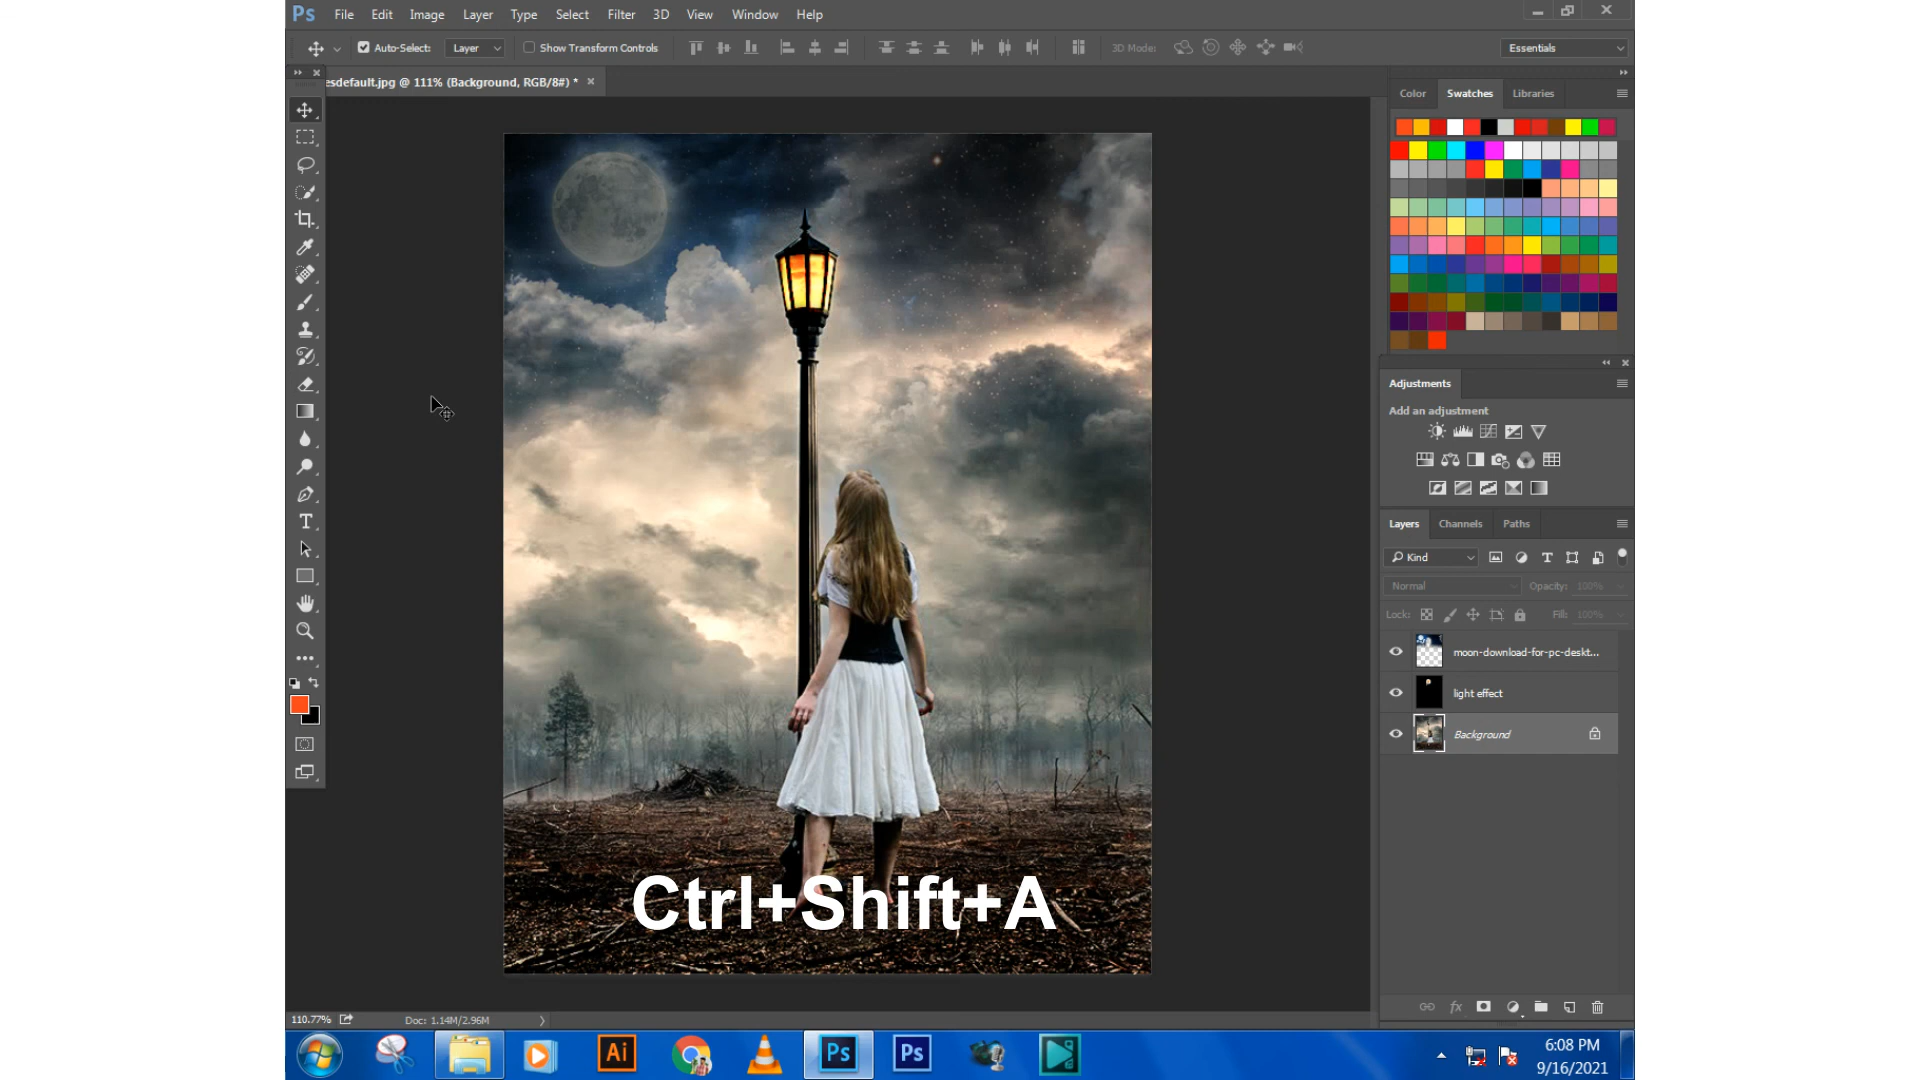 Ps File Edit Image Layer Type Select Filter 3D View Window Help
Auto-Select: Layer Show Transform Controls 3D Mode: Essentials
esdefault.jpg @ 111% (Background, RGB/8#) *
Color Swatches Libraries
Adjustments
Add an adjustment
Layers Channels Paths
Kind
Normal Opacity: 100%
Lock: Fill: 100%
moon-download-for-pc-deskt...
light effect
Background
fx
Ctrl+Shift+A
110.77% Doc: 1.14M/2.96M
Ai Ps Ps
6:08 PM
9/16/2021